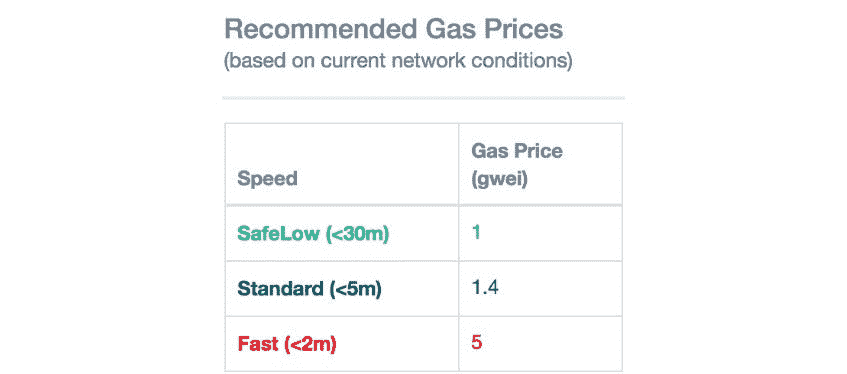 Recommended Gas Prices
(based on current network conditions)
Speed
Gas Price
(gwei)
SafeLow (<30m)
1
Standard (<5m)
1.4
Fast (<2m)
5